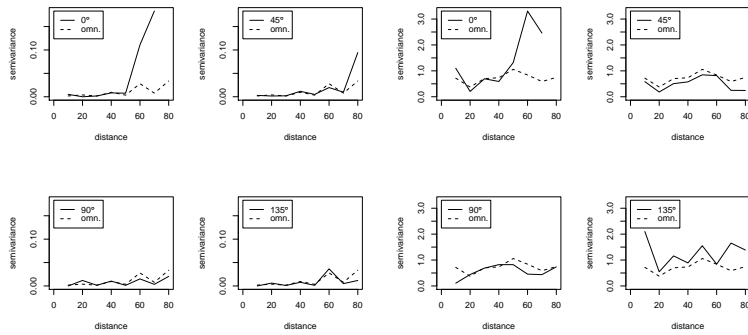 0° omn. semivariance 0.00 0.10 0 20 40 60 80 distance
45° omn. semivariance 0.00 0.10 0 20 40 60 80 distance
0° omn. semivariance 0.0 1.0 2.0 3.0 0 20 40 60 80 distance
45° omn. semivariance 0.0 1.0 2.0 3.0 0 20 40 60 80 distance
90° omn. semivariance 0.00 0.10 0 20 40 60 80 distance
135° omn. semivariance 0.00 0.10 0 20 40 60 80 distance
90° omn. semivariance 0.0 1.0 2.0 3.0 0 20 40 60 80 distance
135° omn. semivariance 0.0 1.0 2.0 3.0 0 20 40 60 80 distance